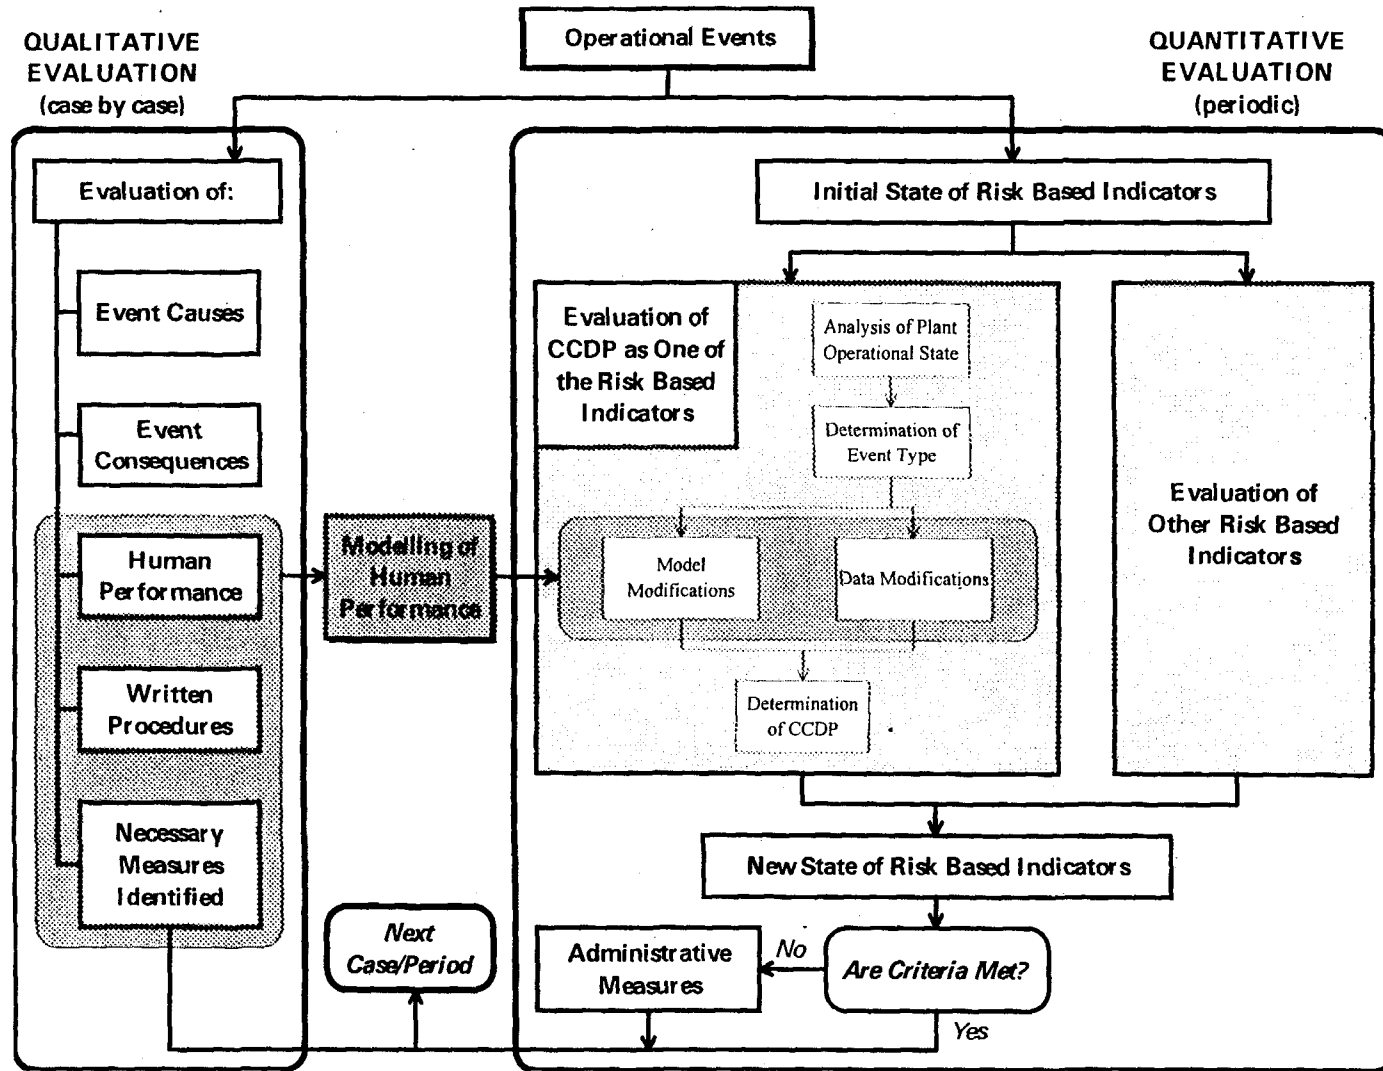 Operational Events
QUALITATIVE
EVALUATION
(case by case)
QUANTITATIVE
EVALUATION
(periodic)
Evaluation of:
Event Causes
Event
Consequences
Human
Performance
Written
Procedures
Necessary
Measures
Identified
Modelling of
Human
Performance
Next
Case/Period
Initial State of Risk Based Indicators
Evaluation of
CCDP as One of
the Risk Based
Indicators
Analysis of Plant
Operational State
Determination of
Event Type
Model
Modifications
Data Modifications
Determination
of CCDP
Evaluation of
Other Risk Based
Indicators
New State of Risk Based Indicators
Are Criteria Met?
No
Administrative
Measures
Yes